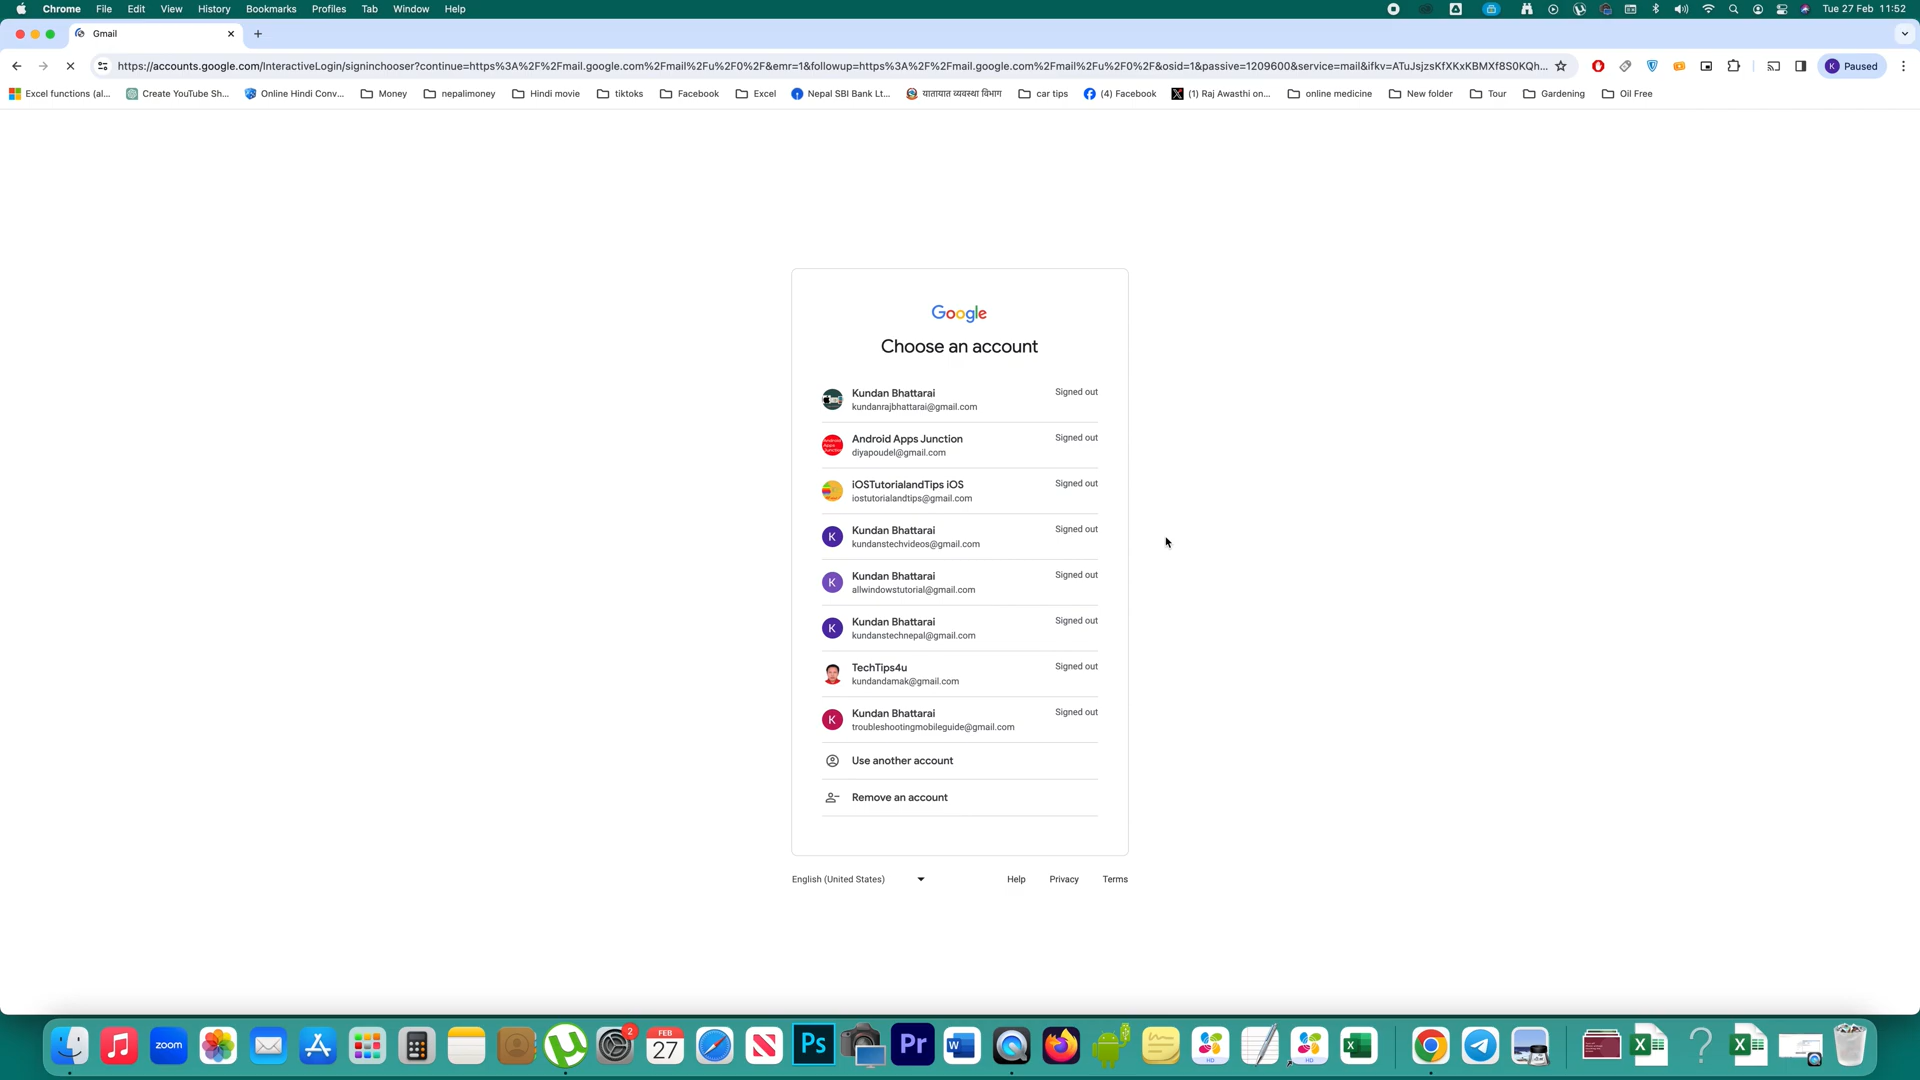 Chrome File Edit View History Bookmarks Profiles Tab Window Help Tue 27 Feb 11:52
Gmail
https://accounts.google.com/InteractiveLogin/signinchooser?continue=https%3A%2F%2Fmail.google.com%2Fmail%2Fu%2F0%2F&emr=1&followup=https%3A%2F%2Fmail.google.com%2Fmail%2Fu%2F0%2F&osid=1&passive=1209600&service=mail&ifkv=ATuJsjzsKfXKxKBMXf8S0KQh... K Paused
Excel functions (al... Create YouTube Sh... Online Hindi Conv... Money nepalimoney Hindi movie tiktoks Facebook Excel Nepal SBI Bank Lt... यातायात व्यवस्था विभाग car tips (4) Facebook (1) Raj Awasthi on... online medicine New folder Tour Gardening Oil Free
Google
Choose an account
Kundan Bhattarai Signed out
kundanrajbhattarai@gmail.com
Android Apps Junction Signed out
diyapoudel@gmail.com
iOSTutorialandTips iOS Signed out
iostutorialandtips@gmail.com
K Kundan Bhattarai Signed out
kundanstechvideos@gmail.com
K Kundan Bhattarai Signed out
allwindowstutorial@gmail.com
K Kundan Bhattarai Signed out
kundanstechnepal@gmail.com
TechTips4u Signed out
kundandamak@gmail.com
K Kundan Bhattarai Signed out
troubleshootingmobileguide@gmail.com
Use another account
Remove an account
English (United States) Help Privacy Terms
zoom 2 FEB 27 Ps Pr W HD HD X X X